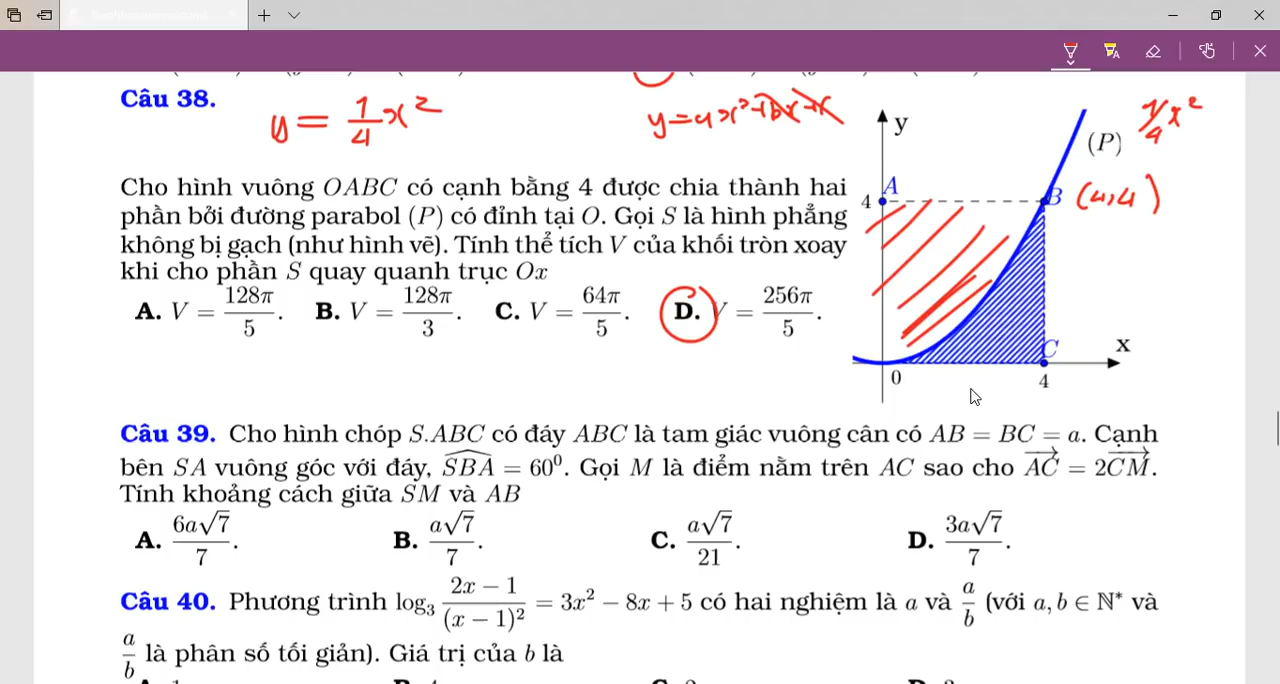 Câu 38.
y = 1/4 x²
y = ax² + bx + c
Cho hình vuông OABC có cạnh bằng 4 được chia thành hai
phần bởi đường parabol (P) có đỉnh tại O. Gọi S là hình phẳng
không bị gạch (như hình vẽ). Tính thể tích V của khối tròn xoay
khi cho phần S quay quanh trục Ox
A. V = 128π/5. B. V = 128π/3. C. V = 64π/5. D. V = 256π/5.
y
(P)
1/4 x²
A
4
B (4,4)
C
x
0
4
Câu 39. Cho hình chóp S.ABC có đáy ABC là tam giác vuông cân có AB = BC = a. Cạnh
bên SA vuông góc với đáy, \widehat{SBA} = 60⁰. Gọi M là điểm nằm trên AC sao cho \overrightarrow{AC} = 2\overrightarrow{CM}.
Tính khoảng cách giữa SM và AB
A. 6a√7/7. B. a√7/7. C. a√7/21. D. 3a√7/7.
Câu 40. Phương trình log₃ (2x − 1)/(x − 1)² = 3x² − 8x + 5 có hai nghiệm là a và a/b (với a, b ∈ ℕ* và
a/b là phân số tối giản). Giá trị của b là